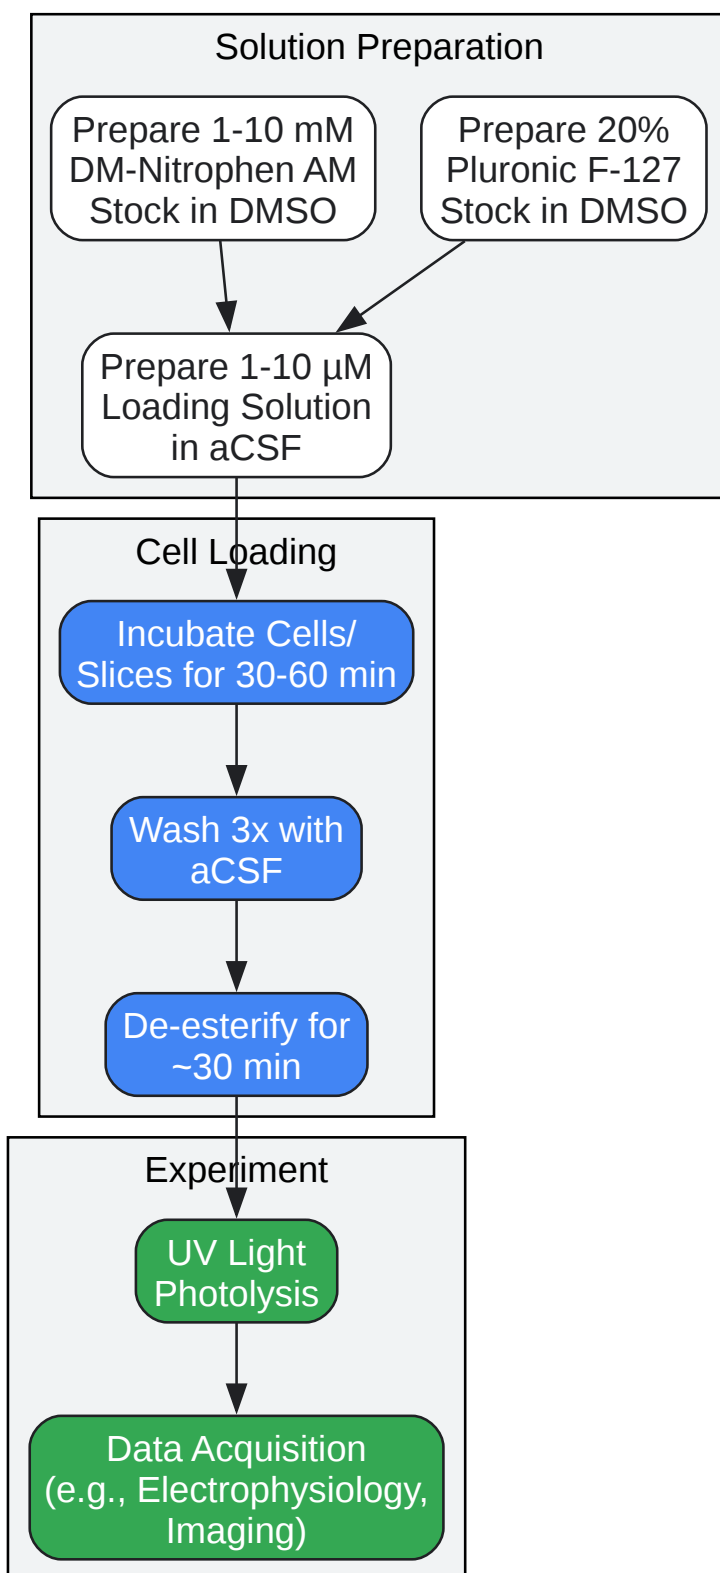 Solution Preparation
Prepare 1-10 mM
DM-Nitrophen AM
Stock in DMSO
Prepare 20%
Pluronic F-127
Stock in DMSO
Prepare 1-10 µM
Loading Solution
in aCSF
Cell Loading
Incubate Cells/
Slices for 30-60 min
Wash 3x with
aCSF
De-esterify for
~30 min
Experiment
UV Light
Photolysis
Data Acquisition
(e.g., Electrophysiology,
Imaging)